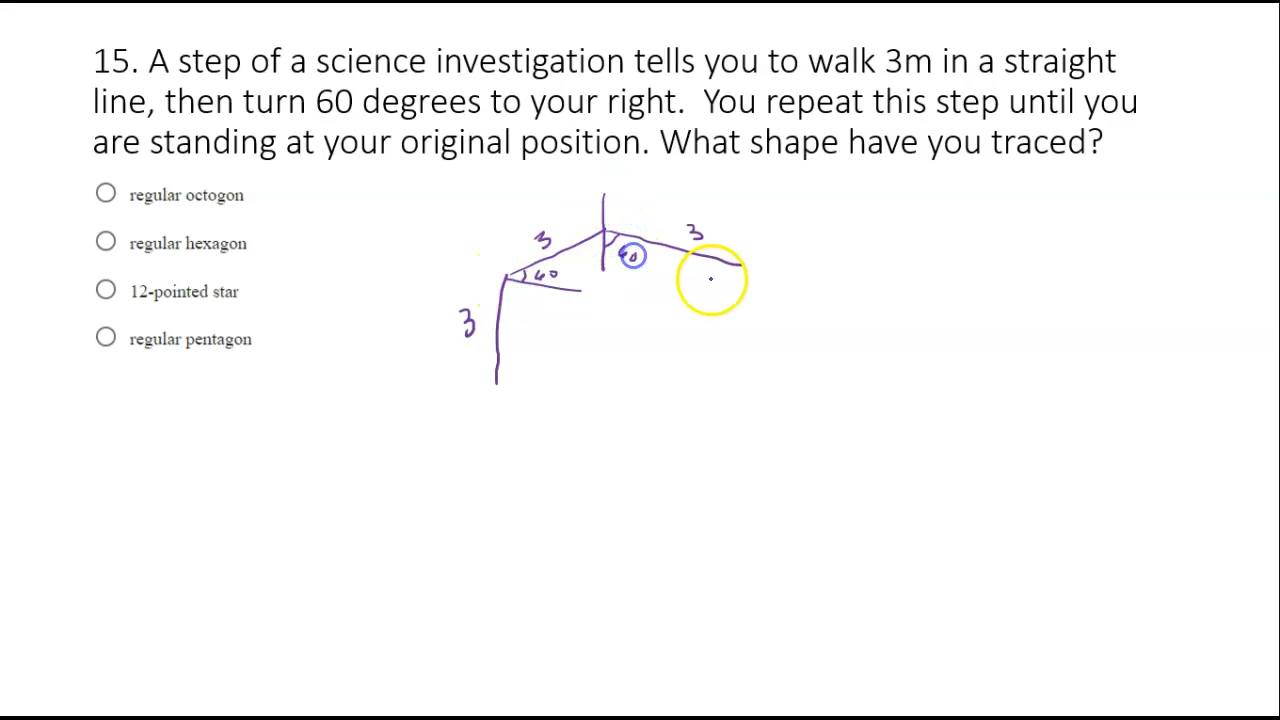 15. A step of a science investigation tells you to walk 3m in a straight
line, then turn 60 degrees to your right. You repeat this step until you
are standing at your original position. What shape have you traced?
regular octogon
regular hexagon
12-pointed star
regular pentagon
3
3
60
60
3